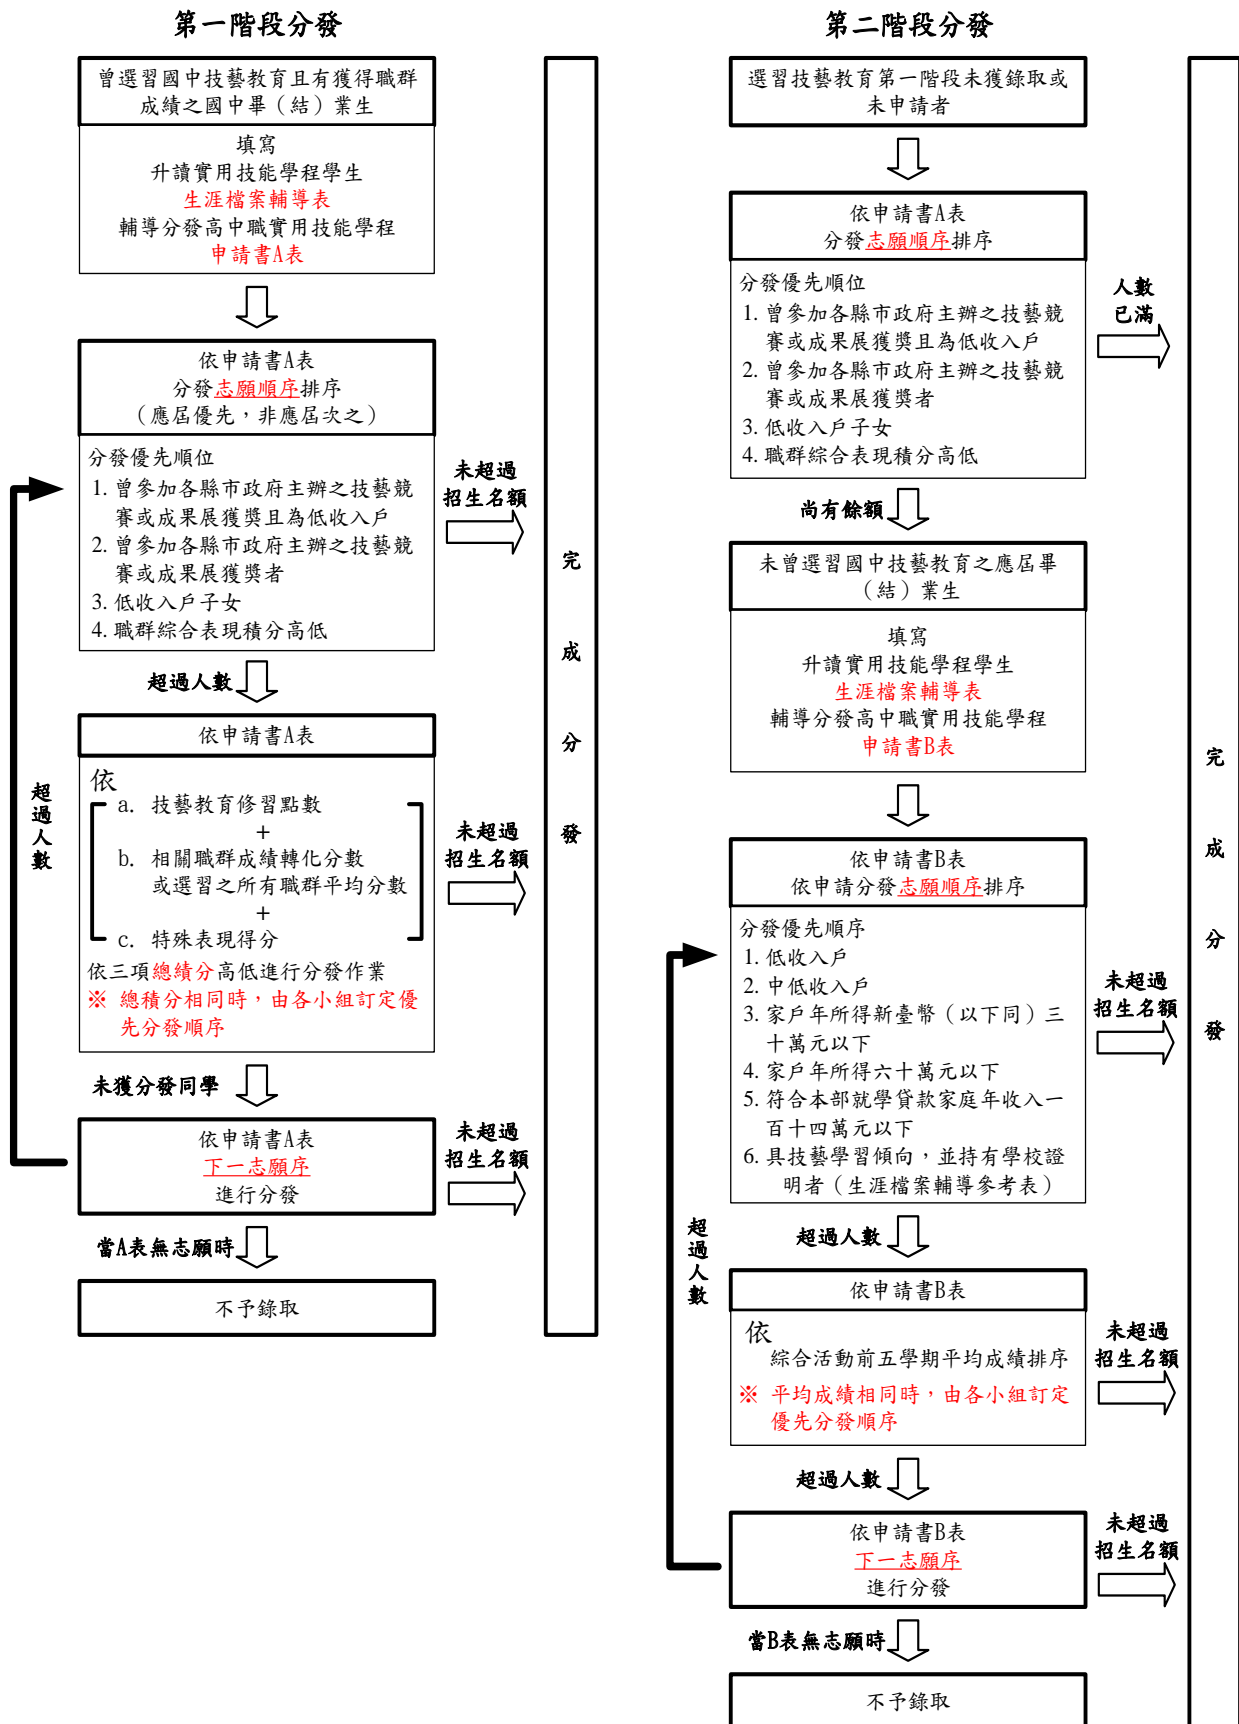 第一階段分發
曾選習國中技藝教育且有獲得職群
成績之國中畢（結）業生
填寫
升讀實用技能學程學生
生涯檔案輔導表
輔導分發高中職實用技能學程
申請書A表
依申請書A表
分發志願順序排序
（應屆優先，非應屆次之）
分發優先順位
1. 曾參加各縣市政府主辦之技藝競
賽或成果展獲獎且為低收入戶
2. 曾參加各縣市政府主辦之技藝競
賽或成果展獲獎者
3. 低收入戶子女
4. 職群綜合表現積分高低
未超過
招生名額
超過人數
依申請書A表
依
a. 技藝教育修習點數
+
b. 相關職群成績轉化分數
或選習之所有職群平均分數
+
c. 特殊表現得分
依三項總績分高低進行分發作業
※ 總積分相同時，由各小組訂定優
先分發順序
未超過
招生名額
超過人數
未獲分發同學
依申請書A表
下一志願序
進行分發
未超過
招生名額
當A表無志願時
不予錄取
完成分發
第二階段分發
選習技藝教育第一階段未獲錄取或
未申請者
依申請書A表
分發志願順序排序
分發優先順位
1. 曾參加各縣市政府主辦之技藝競
賽或成果展獲獎且為低收入戶
2. 曾參加各縣市政府主辦之技藝競
賽或成果展獲獎者
3. 低收入戶子女
4. 職群綜合表現積分高低
人數
已滿
尚有餘額
未曾選習國中技藝教育之應屆畢
（結）業生
填寫
升讀實用技能學程學生
生涯檔案輔導表
輔導分發高中職實用技能學程
申請書B表
依申請書B表
依申請分發志願順序排序
分發優先順序
1. 低收入戶
2. 中低收入戶
3. 家戶年所得新臺幣（以下同）三
十萬元以下
4. 家戶年所得六十萬元以下
5. 符合本部就學貸款家庭年收入一
百十四萬元以下
6. 具技藝學習傾向，並持有學校證
明者（生涯檔案輔導參考表）
未超過
招生名額
超過人數
超過人數
依申請書B表
依
綜合活動前五學期平均成績排序
※ 平均成績相同時，由各小組訂定
優先分發順序
未超過
招生名額
超過人數
依申請書B表
下一志願序
進行分發
未超過
招生名額
當B表無志願時
不予錄取
完成分發